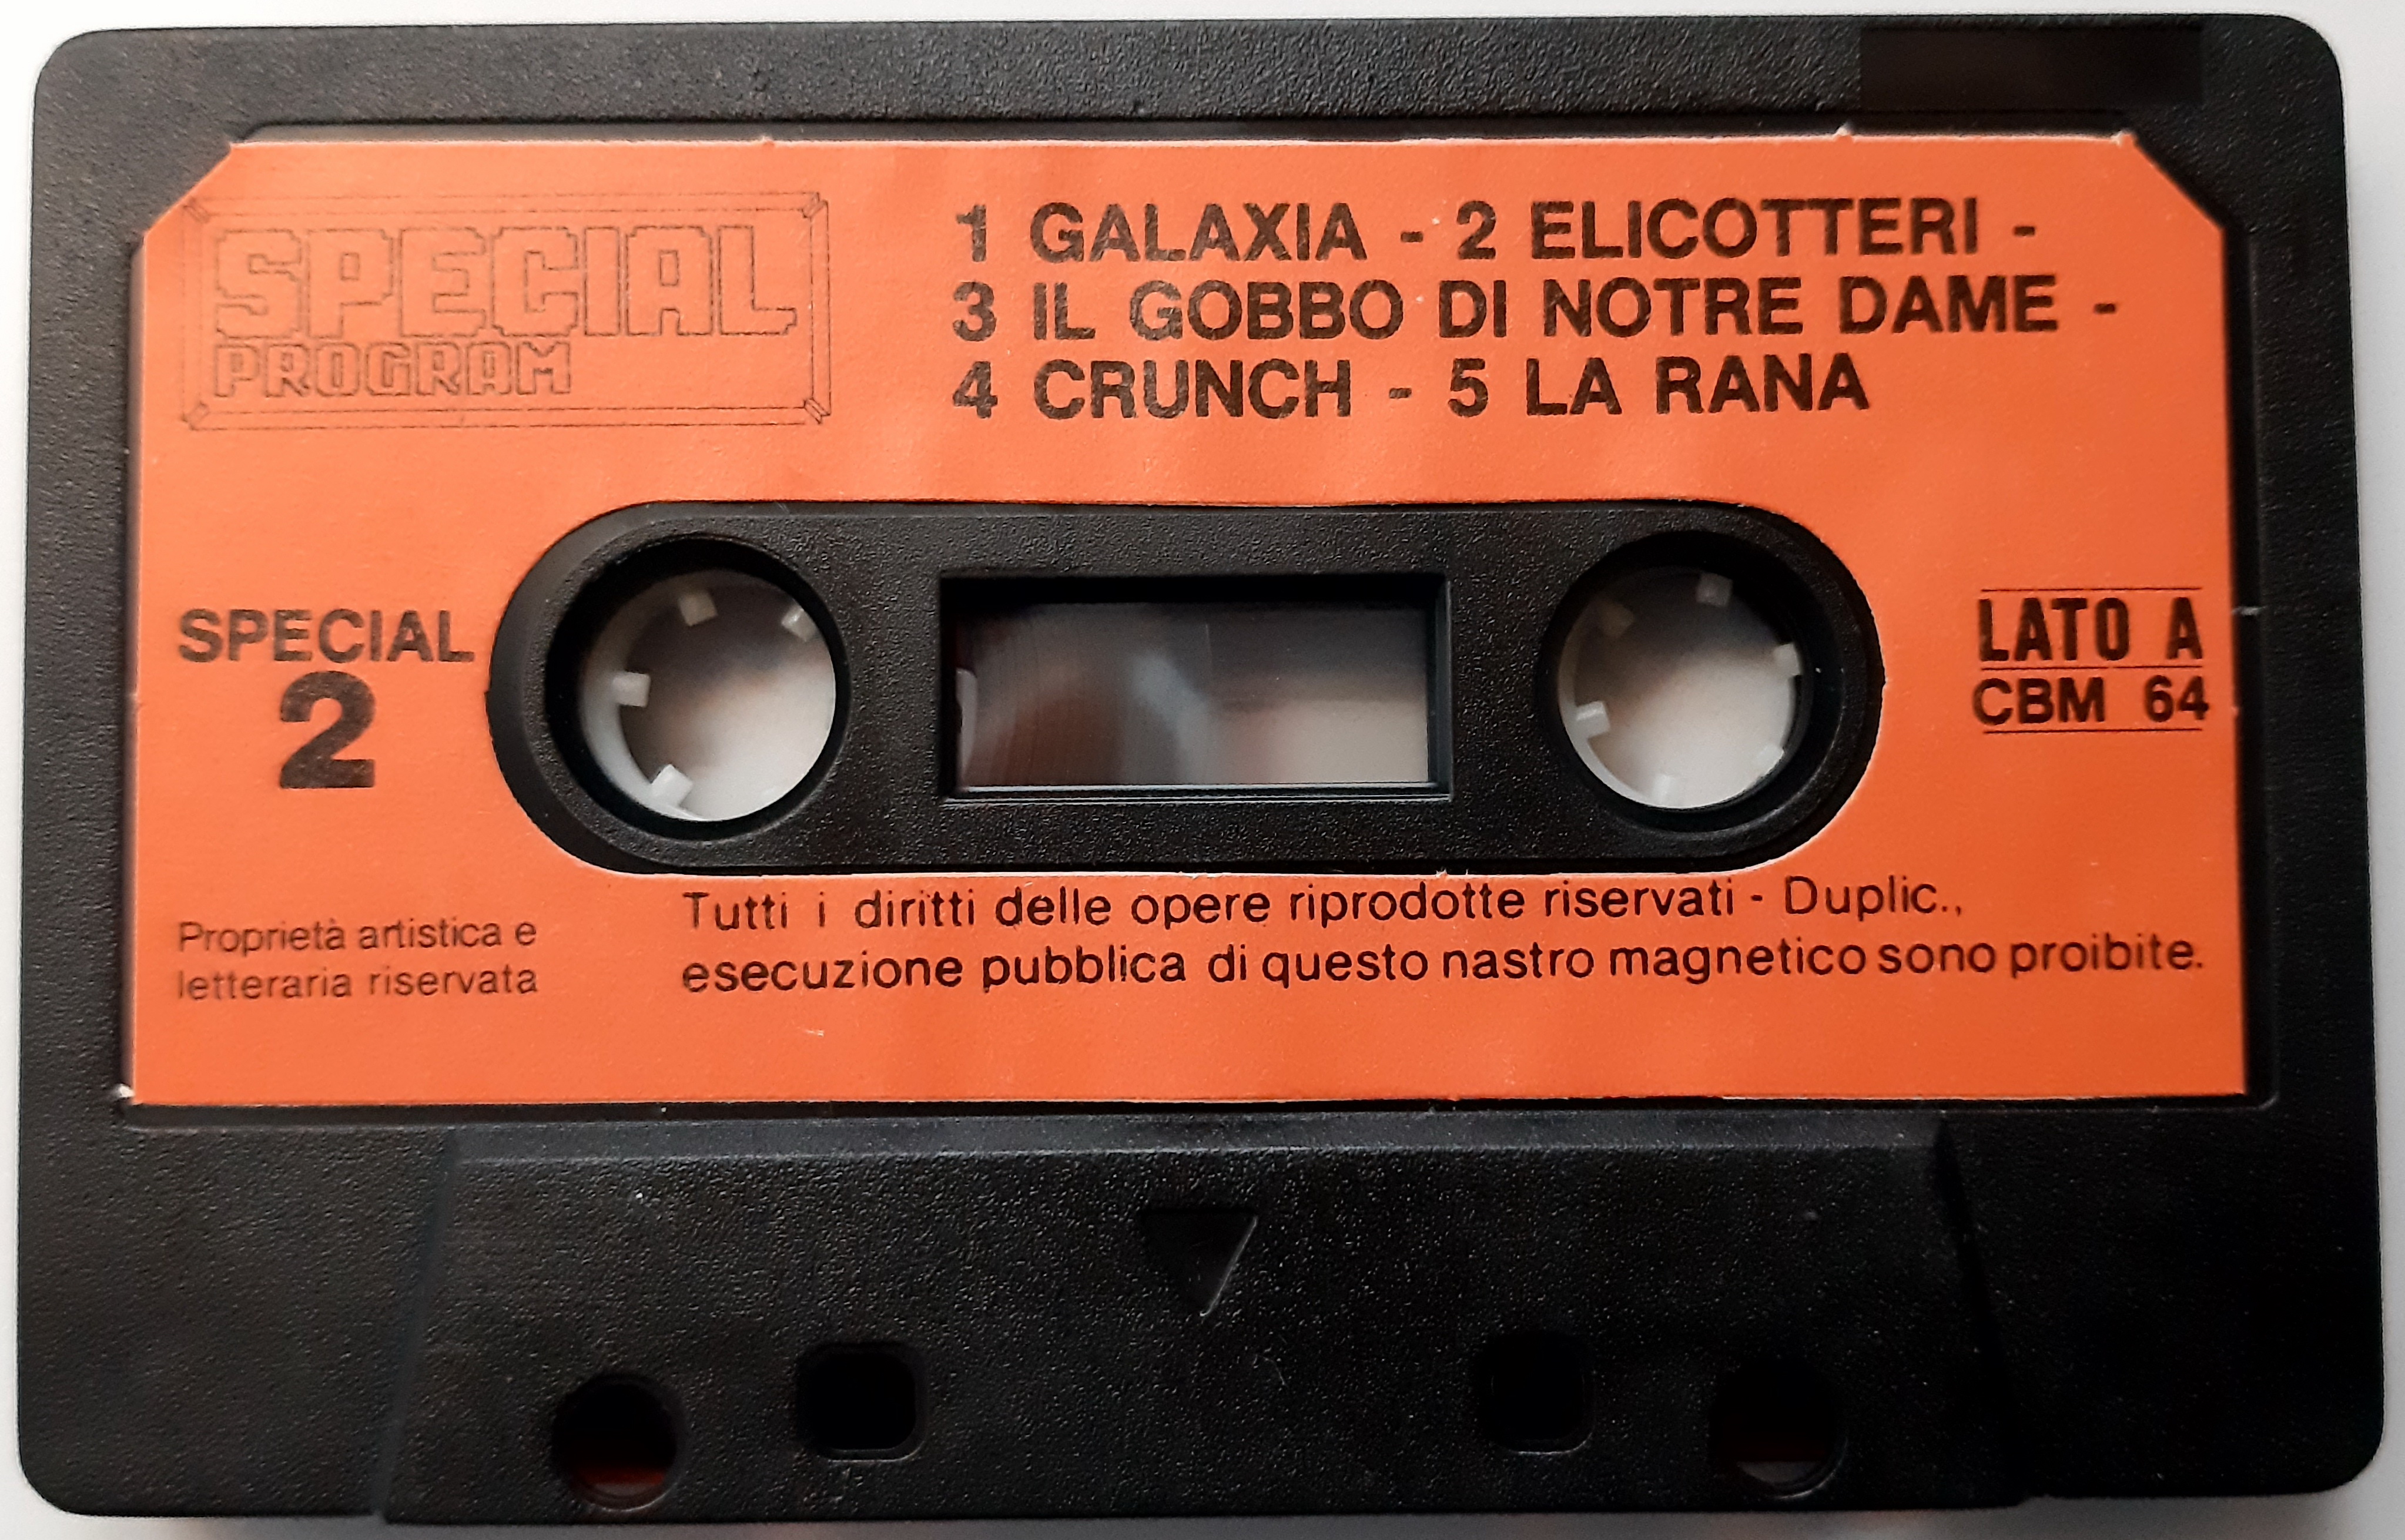 SPECIAL
PROGRAM
1 GALAXIA - 2 ELICOTTERI -
3 IL GOBBO DI NOTRE DAME -
4 CRUNCH - 5 LA RANA
SPECIAL
2
LATO A
CBM 64
Proprietà artistica e
letteraria riservata
Tutti i diritti delle opere riprodotte riservati - Duplic.,
esecuzione pubblica di questo nastro magnetico sono proibite.